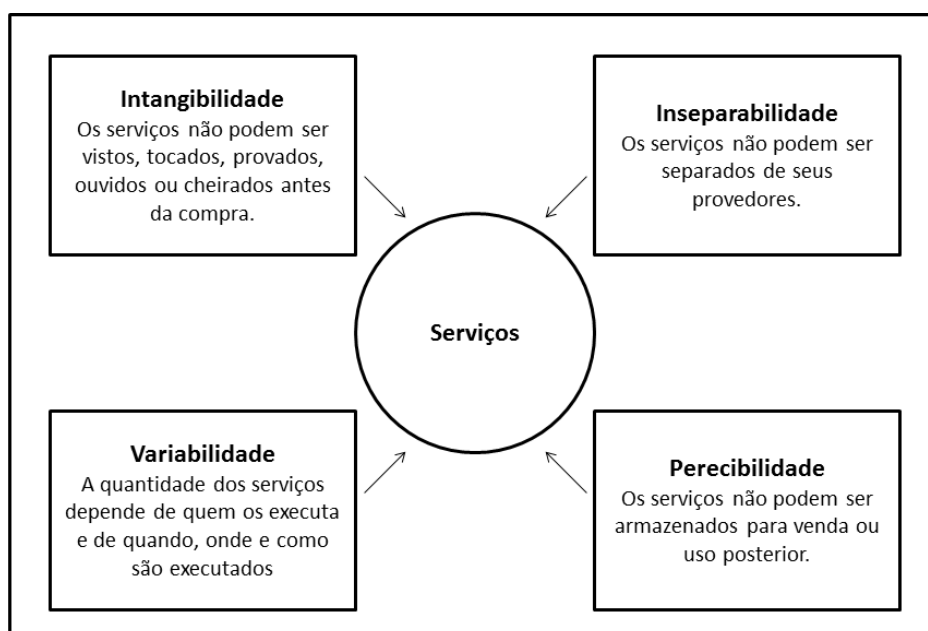 Intangibilidade
Os serviços não podem ser
vistos, tocados, provados,
ouvidos ou cheirados antes
da compra.
Inseparabilidade
Os serviços não podem ser
separados de seus
provedores.
Serviços
Variabilidade
A quantidade dos serviços
depende de quem os executa
e de quando, onde e como
são executados
Perecibilidade
Os serviços não podem ser
armazenados para venda ou
uso posterior.